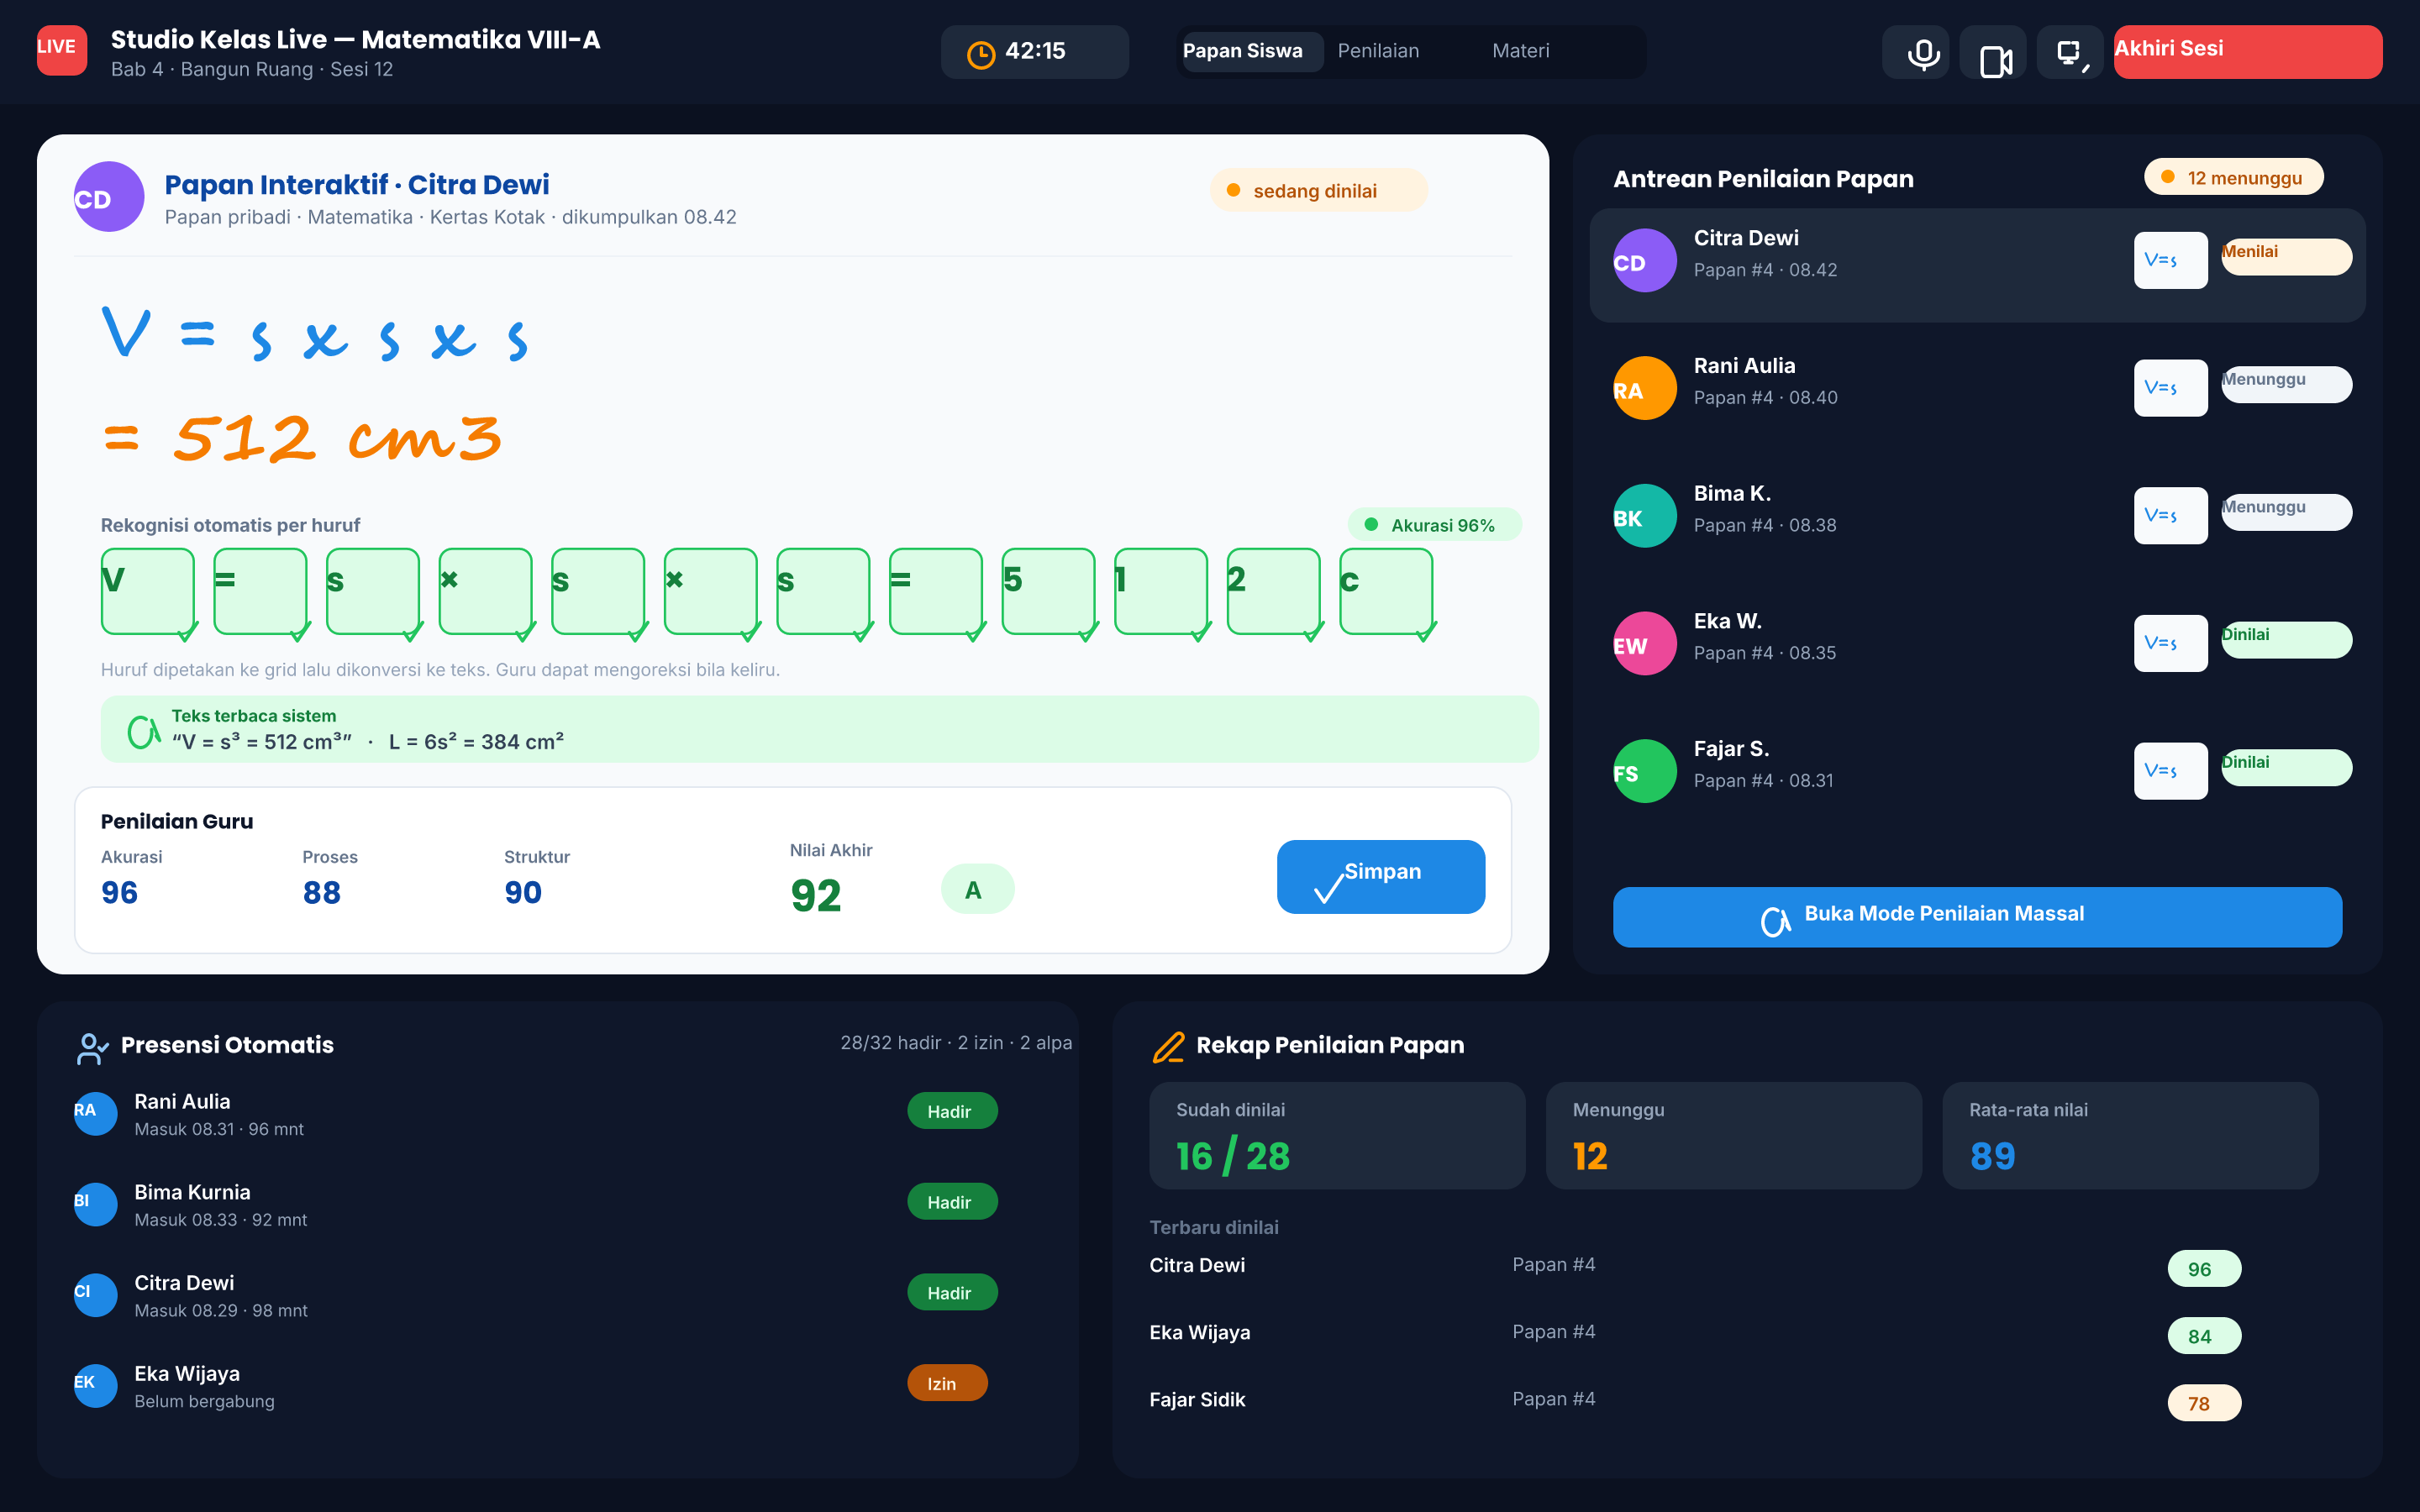 LIVE
Studio Kelas Live — Matematika VIII-A
Bab 4 · Bangun Ruang · Sesi 12
42:15
Papan Siswa
Penilaian
Materi
Akhiri Sesi
CD
Papan Interaktif · Citra Dewi
Papan pribadi · Matematika · Kertas Kotak · dikumpulkan 08.42
sedang dinilai
V = s x s x s
= 512 cm3
Rekognisi otomatis per huruf
Akurasi 96%
V = s × s × s = 5 1 2 c
Huruf dipetakan ke grid lalu dikonversi ke teks. Guru dapat mengoreksi bila keliru.
Teks terbaca sistem
“V = s³ = 512 cm³” · L = 6s² = 384 cm²
Penilaian Guru
Akurasi
96
Proses
88
Struktur
90
Nilai Akhir
92
A
Simpan
Antrean Penilaian Papan
12 menunggu
CD
Citra Dewi
Papan #4 · 08.42
V=s
Menilai
RA
Rani Aulia
Papan #4 · 08.40
V=s
Menunggu
BK
Bima K.
Papan #4 · 08.38
V=s
Menunggu
EW
Eka W.
Papan #4 · 08.35
V=s
Dinilai
FS
Fajar S.
Papan #4 · 08.31
V=s
Dinilai
Buka Mode Penilaian Massal
Presensi Otomatis
28/32 hadir · 2 izin · 2 alpa
RA
Rani Aulia
Masuk 08.31 · 96 mnt
Hadir
BI
Bima Kurnia
Masuk 08.33 · 92 mnt
Hadir
CI
Citra Dewi
Masuk 08.29 · 98 mnt
Hadir
EK
Eka Wijaya
Belum bergabung
Izin
Rekap Penilaian Papan
Sudah dinilai
16 / 28
Menunggu
12
Rata-rata nilai
89
Terbaru dinilai
Citra Dewi
Papan #4
96
Eka Wijaya
Papan #4
84
Fajar Sidik
Papan #4
78